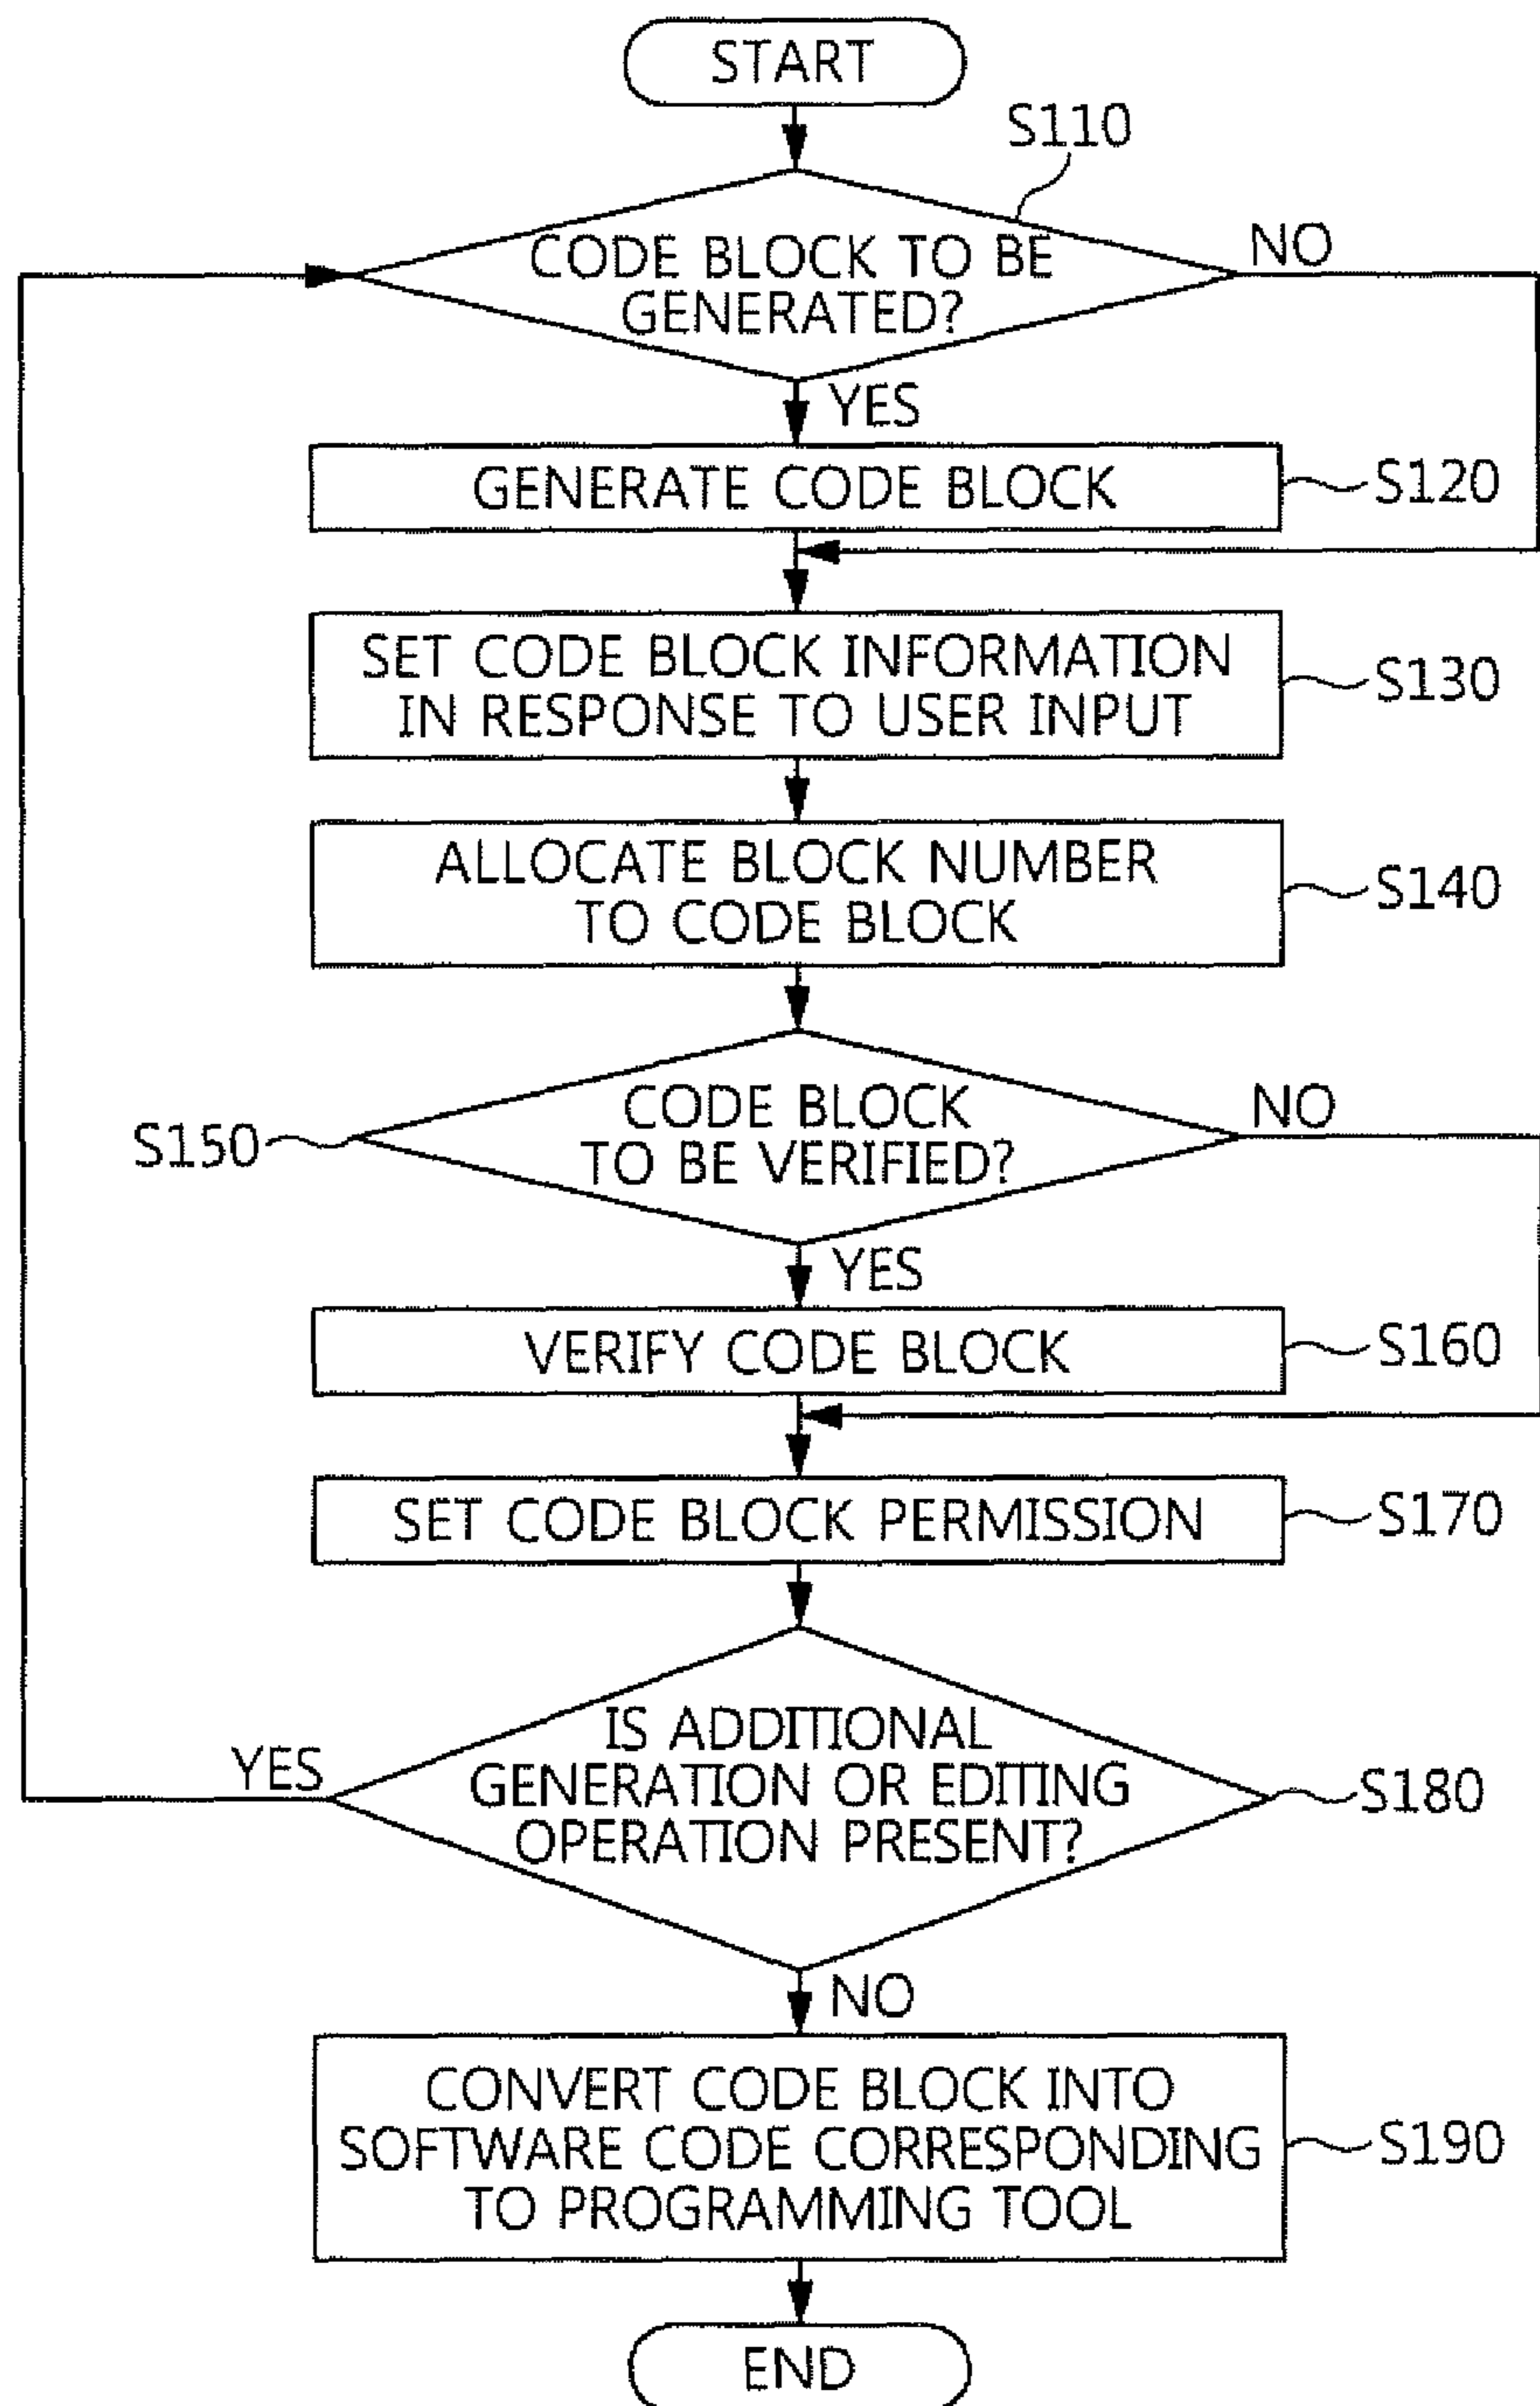 START
S110
CODE BLOCK TO BE
GENERATED?
NO
YES
GENERATE CODE BLOCK
S120
SET CODE BLOCK INFORMATION
IN RESPONSE TO USER INPUT
S130
ALLOCATE BLOCK NUMBER
TO CODE BLOCK
S140
CODE BLOCK
TO BE VERIFIED?
NO
S150
YES
VERIFY CODE BLOCK
S160
SET CODE BLOCK PERMISSION
S170
IS ADDITIONAL
GENERATION OR EDITING
OPERATION PRESENT?
YES
S180
NO
CONVERT CODE BLOCK INTO
SOFTWARE CODE CORRESPONDING
TO PROGRAMMING TOOL
S190
END